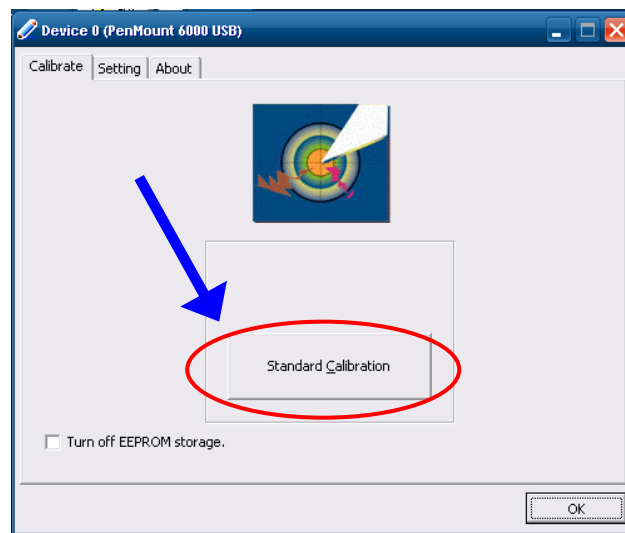 Device 0 (PenMount 6000 USB)
Calibrate Setting About
Standard Calibration
Turn off EEPROM storage.
OK